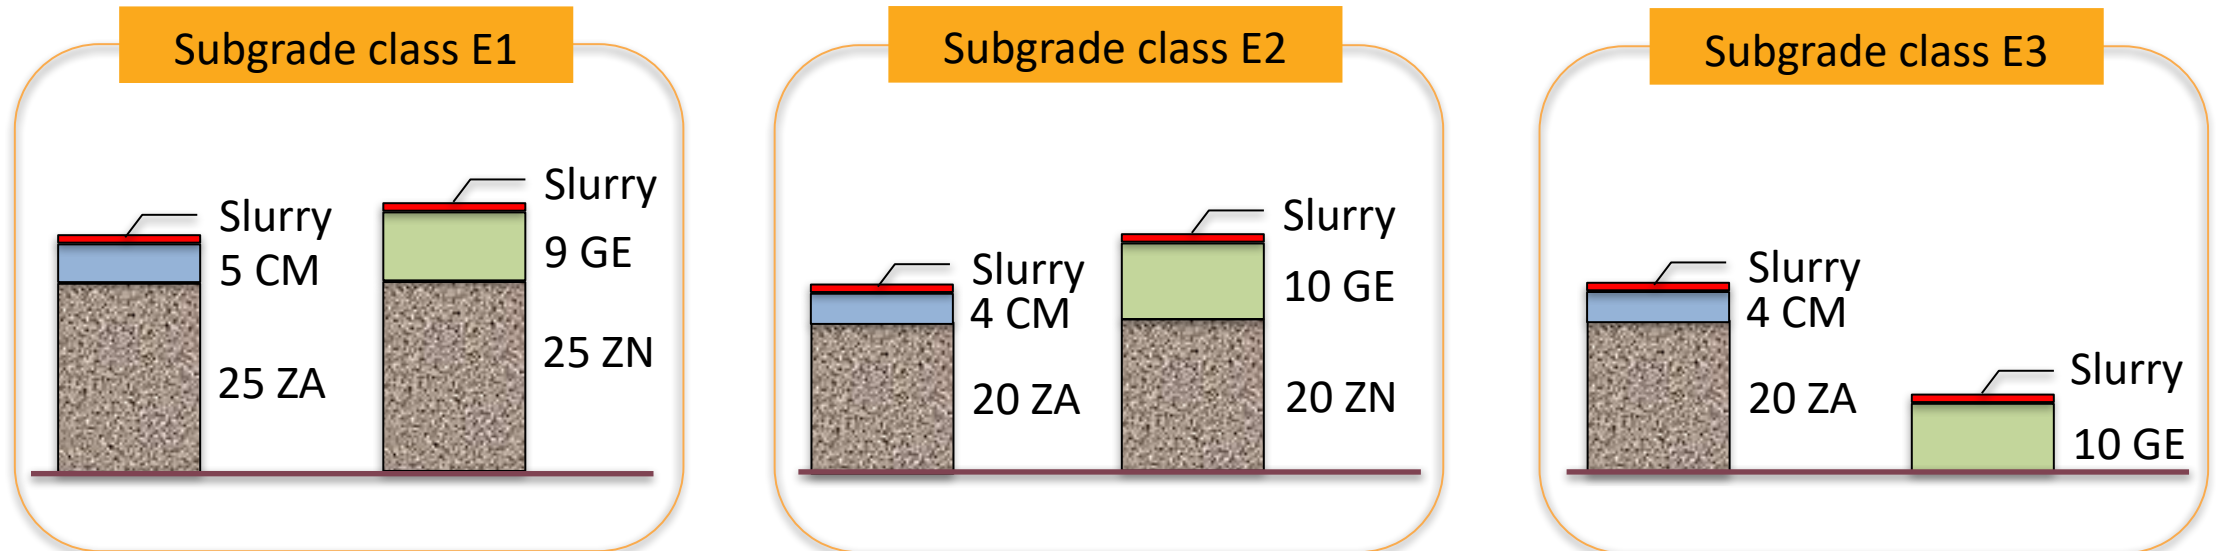 Subgrade class E1
Slurry
5 CM
25 ZA
Slurry
9 GE
25 ZN
Subgrade class E2
Slurry
4 CM
20 ZA
Slurry
10 GE
20 ZN
Subgrade class E3
Slurry
4 CM
20 ZA
Slurry
10 GE